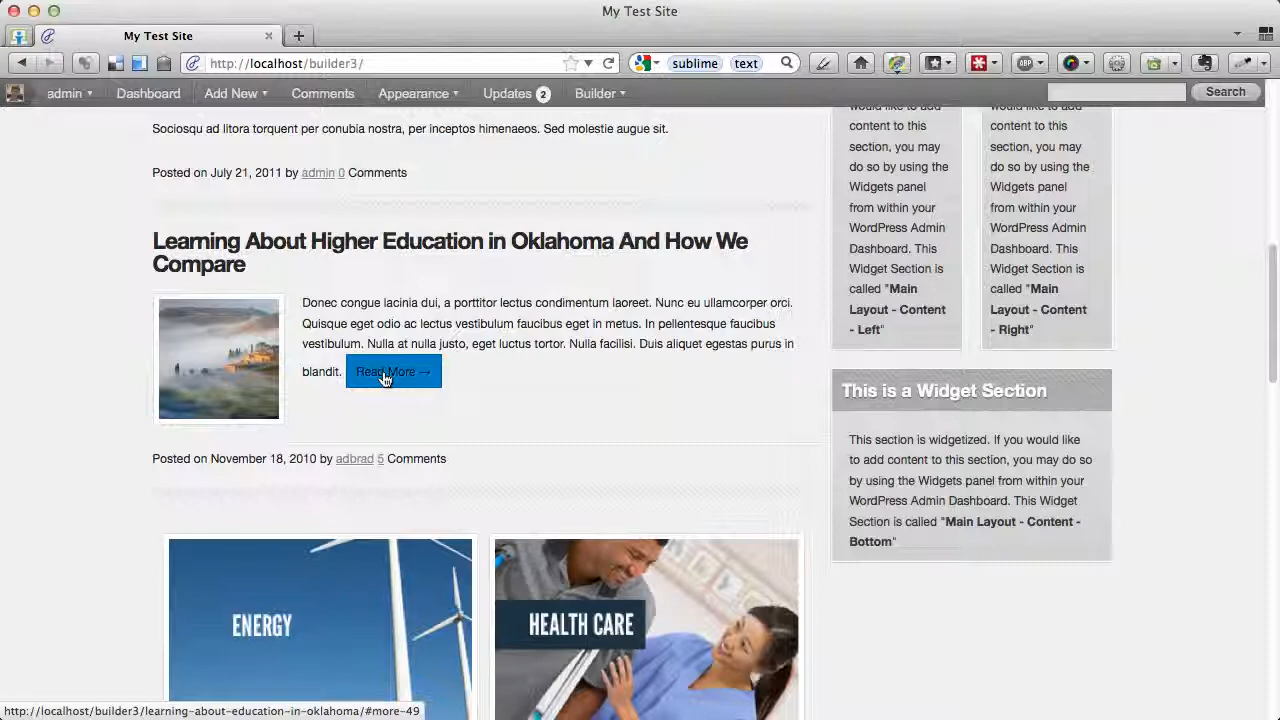 My Test Site
My Test Site
http://localhost/builder3/
sublime text
admin Dashboard Add New Comments Appearance Updates 2 Builder Search
Sociosqu ad litora torquent per conubia nostra, per inceptos himenaeos. Sed molestie augue sit.
Posted on July 21, 2011 by admin 0 Comments
Learning About Higher Education in Oklahoma And How We
Compare
Donec congue lacinia dui, a porttitor lectus condimentum laoreet. Nunc eu ullamcorper orci.
Quisque eget odio ac lectus vestibulum faucibus eget in metus. In pellentesque faucibus
vestibulum. Nulla at nulla justo, eget luctus tortor. Nulla facilisi. Duis aliquet egestas purus in
blandit. Read More →
Posted on November 18, 2010 by adbrad 5 Comments
ENERGY
HEALTH CARE
would like to add
content to this
section, you may
do so by using the
Widgets panel
from within your
WordPress Admin
Dashboard. This
Widget Section is
called "Main
Layout - Content
- Left"
would like to add
content to this
section, you may
do so by using the
Widgets panel
from within your
WordPress Admin
Dashboard. This
Widget Section is
called "Main
Layout - Content
- Right"
This is a Widget Section
This section is widgetized. If you would like
to add content to this section, you may do so
by using the Widgets panel from within your
WordPress Admin Dashboard. This Widget
Section is called "Main Layout - Content -
Bottom"
http://localhost/builder3/learning-about-education-in-oklahoma/#more-49
ABP